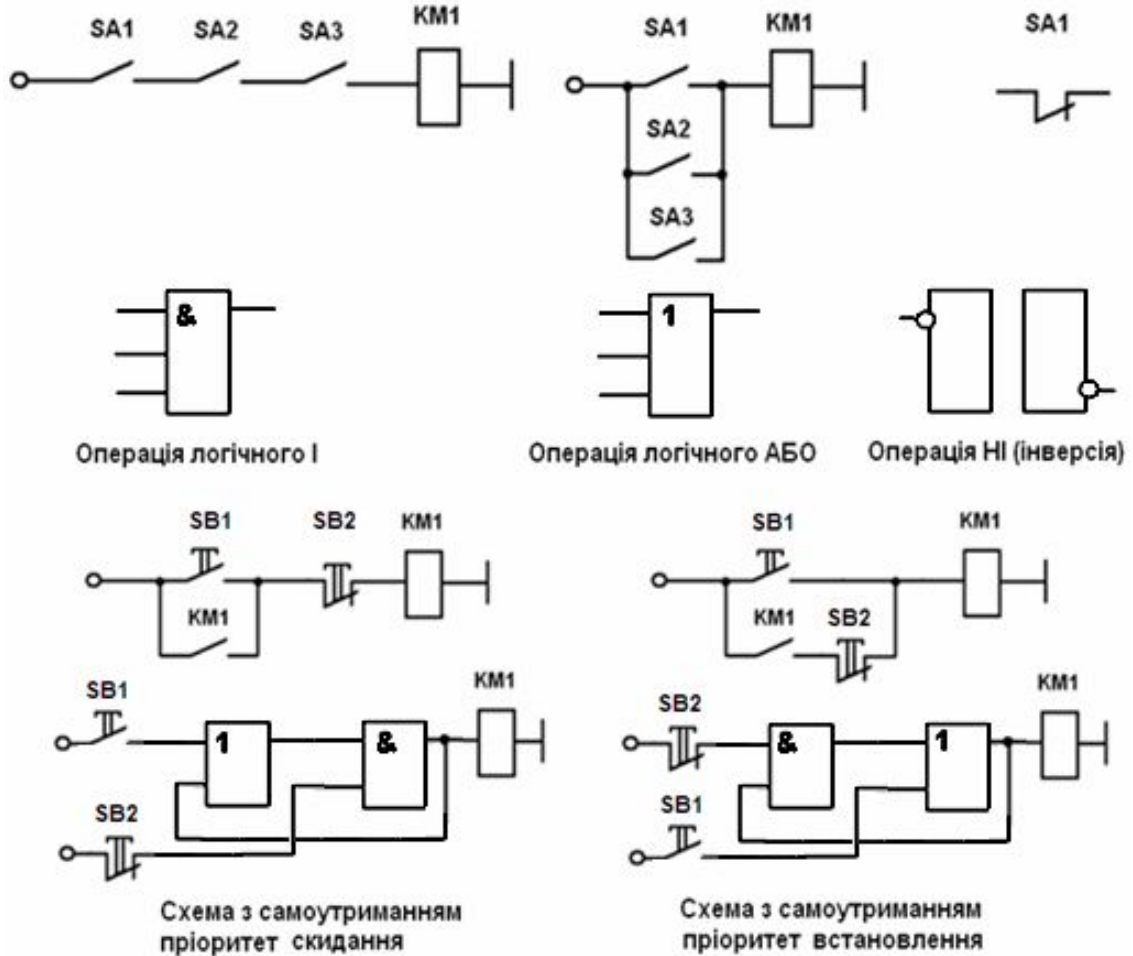 SA1 SA2 SA3 KM1
SA1 KM1
SA2
SA3
SA1
&
1
Операція логічного І
Операція логічного АБО
Операція НІ (інверсія)
SB1 SB2 KM1
KM1
SB1 KM1
KM1 SB2
SB1 KM1
1 &
SB2
SB2 KM1
& 1
SB1
Схема з самоутриманням
пріоритет скидання
Схема з самоутриманням
пріоритет встановлення